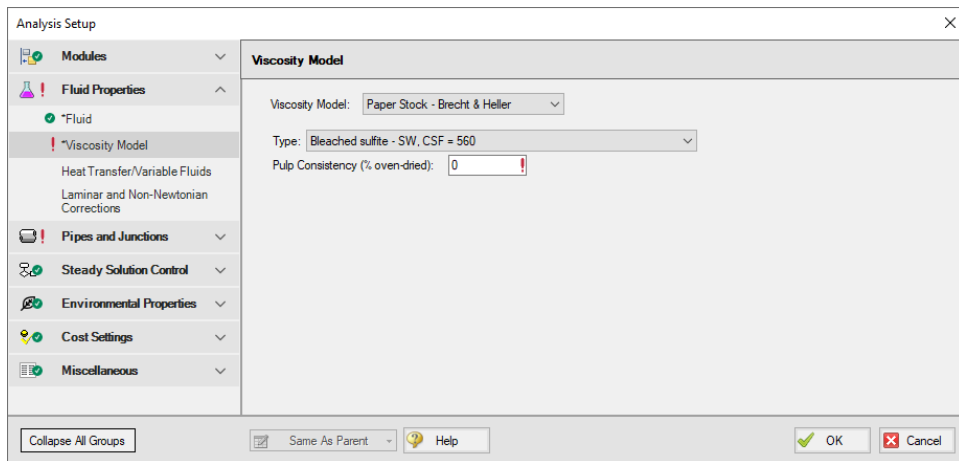 Analysis Setup
Modules
Fluid Properties
*Fluid
*Viscosity Model
Heat Transfer/Variable Fluids
Laminar and Non-Newtonian
Corrections
Pipes and Junctions
Steady Solution Control
Environmental Properties
Cost Settings
Miscellaneous
Viscosity Model
Viscosity Model: Paper Stock - Brecht & Heller
Type: Bleached sulfite - SW, CSF = 560
Pulp Consistency (% oven-dried): 0
Collapse All Groups
Same As Parent
Help
OK
Cancel